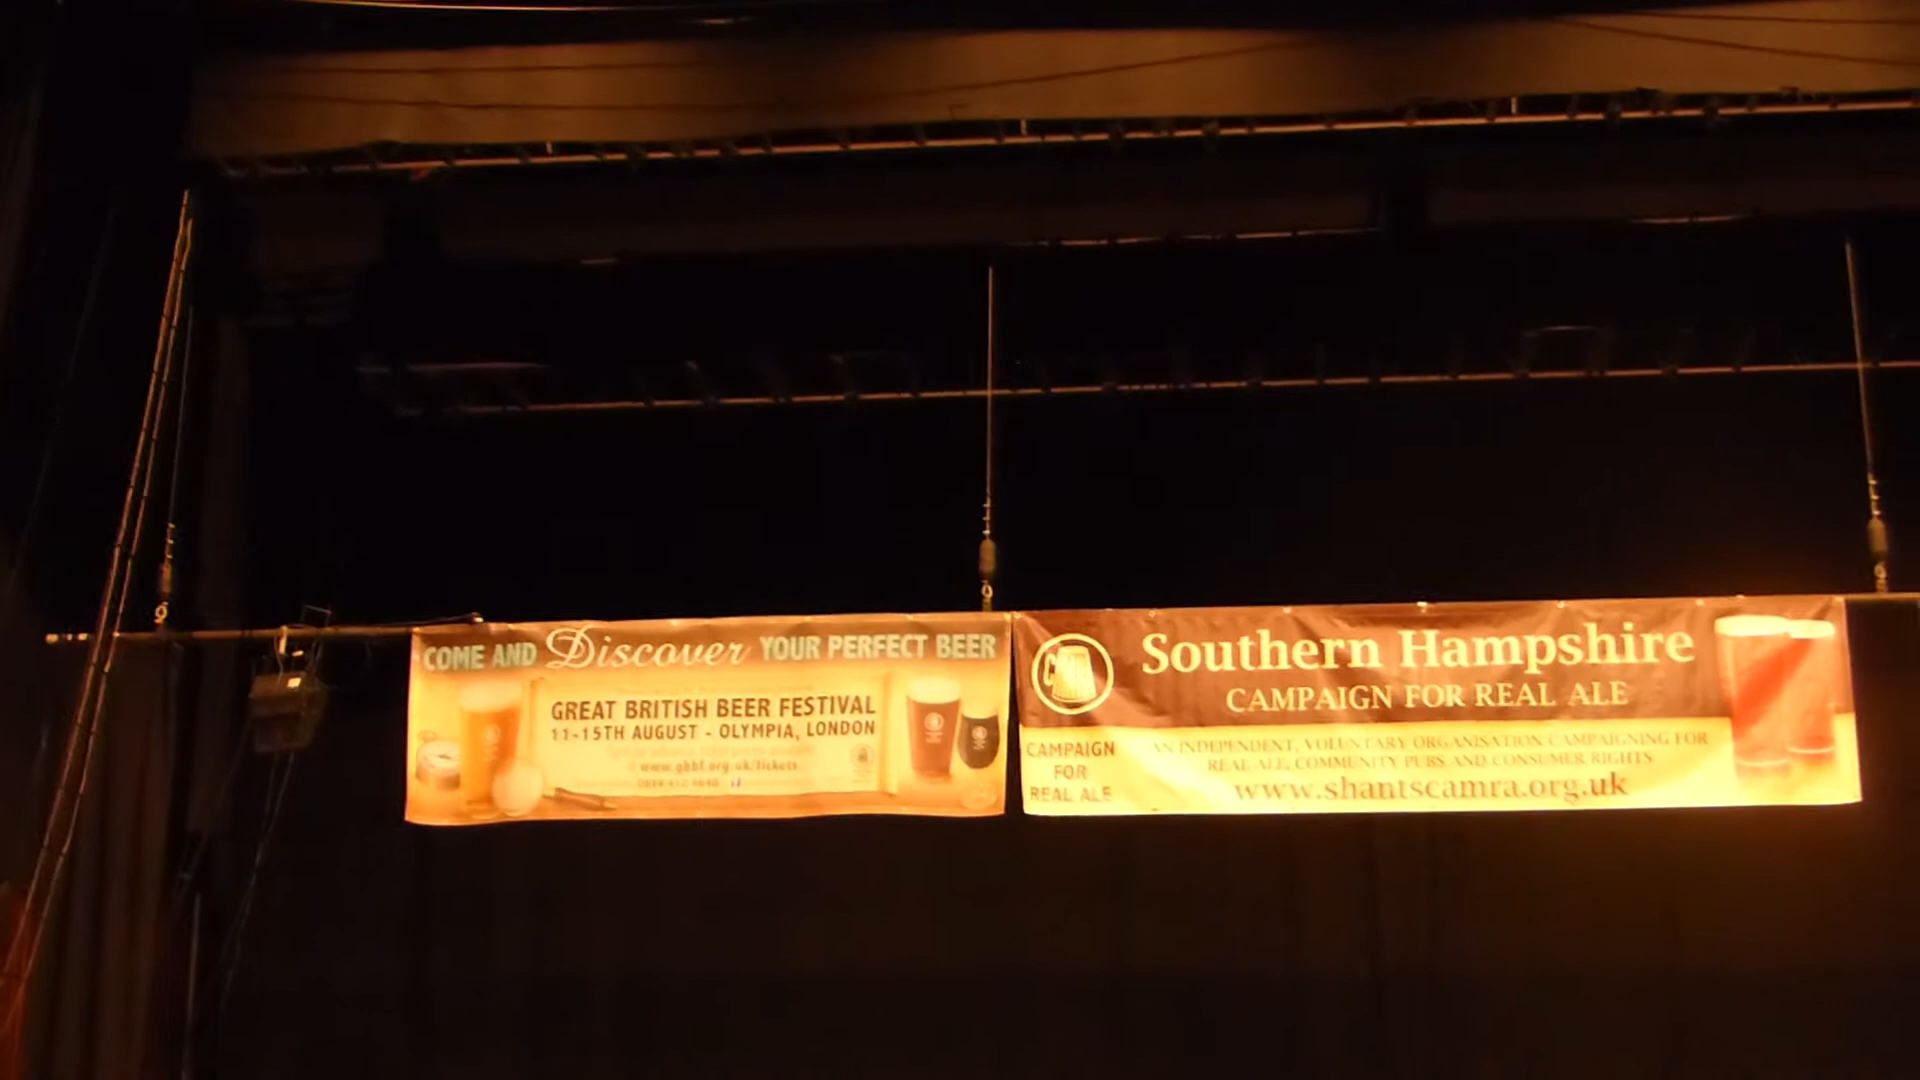 COME AND Discover YOUR PERFECT BEER
GREAT BRITISH BEER FESTIVAL
11-15TH AUGUST - OLYMPIA, LONDON
www.gbbf.org.uk/tickets
Southern Hampshire
CAMPAIGN FOR REAL ALE
CAMPAIGN
FOR
REAL ALE
AN INDEPENDENT, VOLUNTARY ORGANISATION CAMPAIGNING FOR
REAL ALE, COMMUNITY PUBS AND CONSUMER RIGHTS
www.shantscamra.org.uk